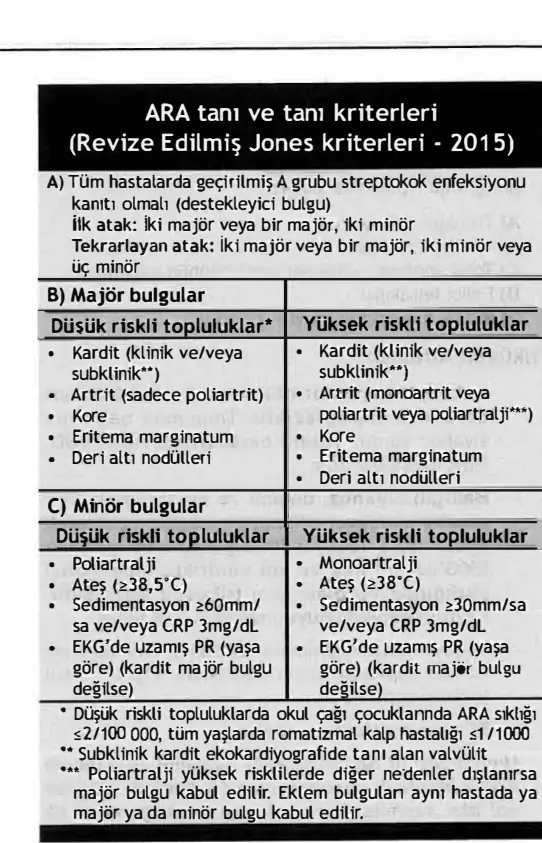 ARA tanı ve tanı kriterleri
(Revize Edilmiş Jones kriterleri - 2015)
A) Tüm hastalarda geçirilmiş A grubu streptokok enfeksiyonu
kanıtı olmalı (destekleyici bulgu)
İlk atak: İki majör veya bir majör, iki minör
Tekrarlayan atak: İki majör veya bir majör, iki minör veya
üç minör
B) Majör bulgular
Düşük riskli topluluklar*
• Kardit (klinik ve/veya
subklinik**)
• Artrit (sadece poliartrit)
• Kore
• Eritema marginatum
• Deri altı nodülleri
Yüksek riskli topluluklar
• Kardit (klinik ve/veya
subklinik**)
• Artrit (monoartrit veya
poliartrit veya poliartralji***)
• Kore
• Eritema marginatum
• Deri altı nodülleri
C) Minör bulgular
Düşük riskli topluluklar
• Poliartralji
• Ateş (≥38,5°C)
• Sedimentasyon ≥60mm/
sa ve/veya CRP 3mg/dL
• EKG'de uzamış PR (yaşa
göre) (kardit majör bulgu
değilse)
Yüksek riskli topluluklar
• Monoartralji
• Ateş (≥38°C)
• Sedimentasyon ≥30mm/sa
ve/veya CRP 3mg/dL
• EKG'de uzamış PR (yaşa
göre) (kardit majör bulgu
değilse)
* Düşük riskli topluluklarda okul çağı çocuklarında ARA sıklığı
≤2/100 000, tüm yaşlarda romatizmal kalp hastalığı ≤1/1000
** Subklinik kardit ekokardiyografide tanı alan valvülit
*** Poliartralji yüksek risklilerde diğer nedenler dışlanırsa
majör bulgu kabul edilir. Eklem bulguları aynı hastada ya
majör ya da minör bulgu kabul edilir.